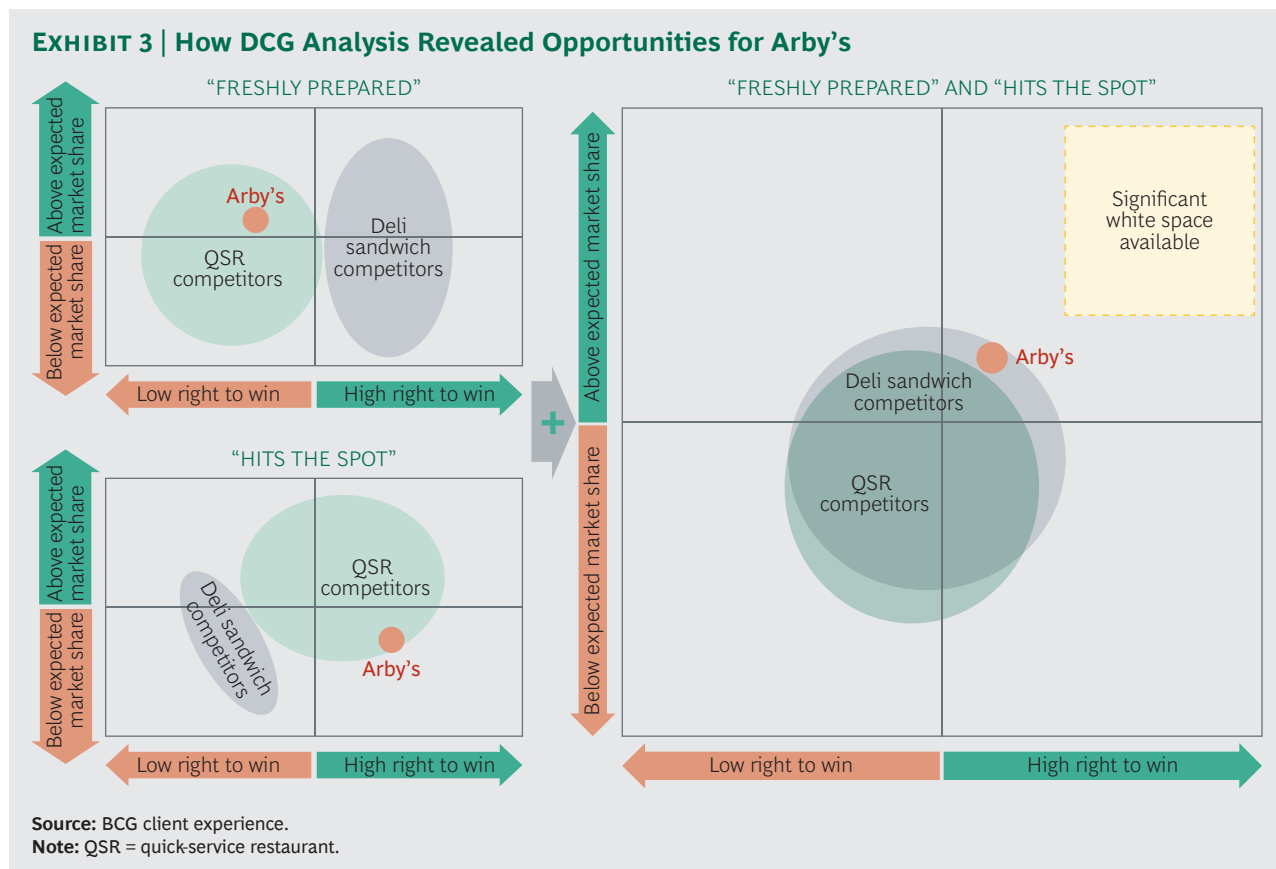 EXHIBIT 3 | How DCG Analysis Revealed Opportunities for Arby's
“FRESHLY PREPARED”
Above expected
market share
Below expected
market share
Arby's
QSR
competitors
Deli
sandwich
competitors
Low right to win
High right to win
“HITS THE SPOT”
Above expected
market share
Below expected
market share
QSR
competitors
Deli sandwich
competitors
Arby's
Low right to win
High right to win
+
“FRESHLY PREPARED” AND “HITS THE SPOT”
Above expected market share
Below expected market share
Significant
white space
available
Arby's
Deli sandwich
competitors
QSR
competitors
Low right to win
High right to win
Source: BCG client experience.
Note: QSR = quick-service restaurant.